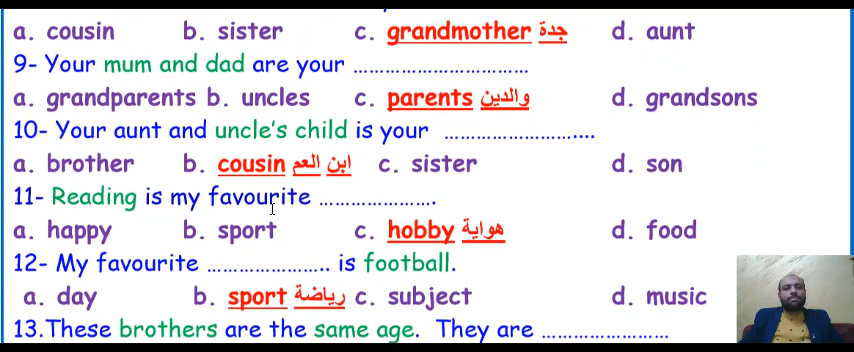 a. cousin b. sister c. grandmother جدة d. aunt
9- Your mum and dad are your ................................
a. grandparents b. uncles c. parents والدين d. grandsons
10- Your aunt and uncle's child is your ............................
a. brother b. cousin ابن العم c. sister d. son
11- Reading is my favourite .....................
a. happy b. sport c. hobby هواية d. food
12- My favourite ....................... is football.
a. day b. sport رياضة c. subject d. music
13.These brothers are the same age. They are ........................